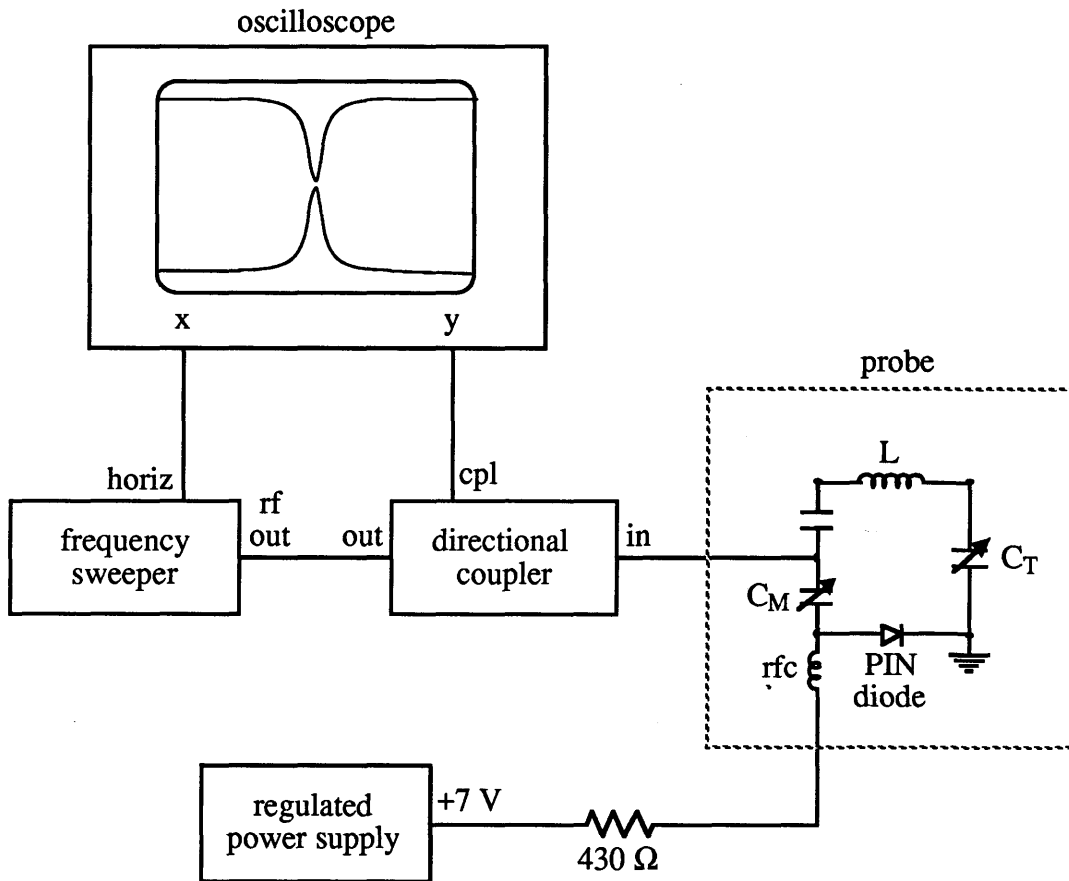 oscilloscope
x
y
probe
horiz
cpl
L
rf
out
out
in
frequency
sweeper
directional
coupler
C_T
C_M
rfc
PIN
diode
regulated
power supply
+7 V
430 Ω